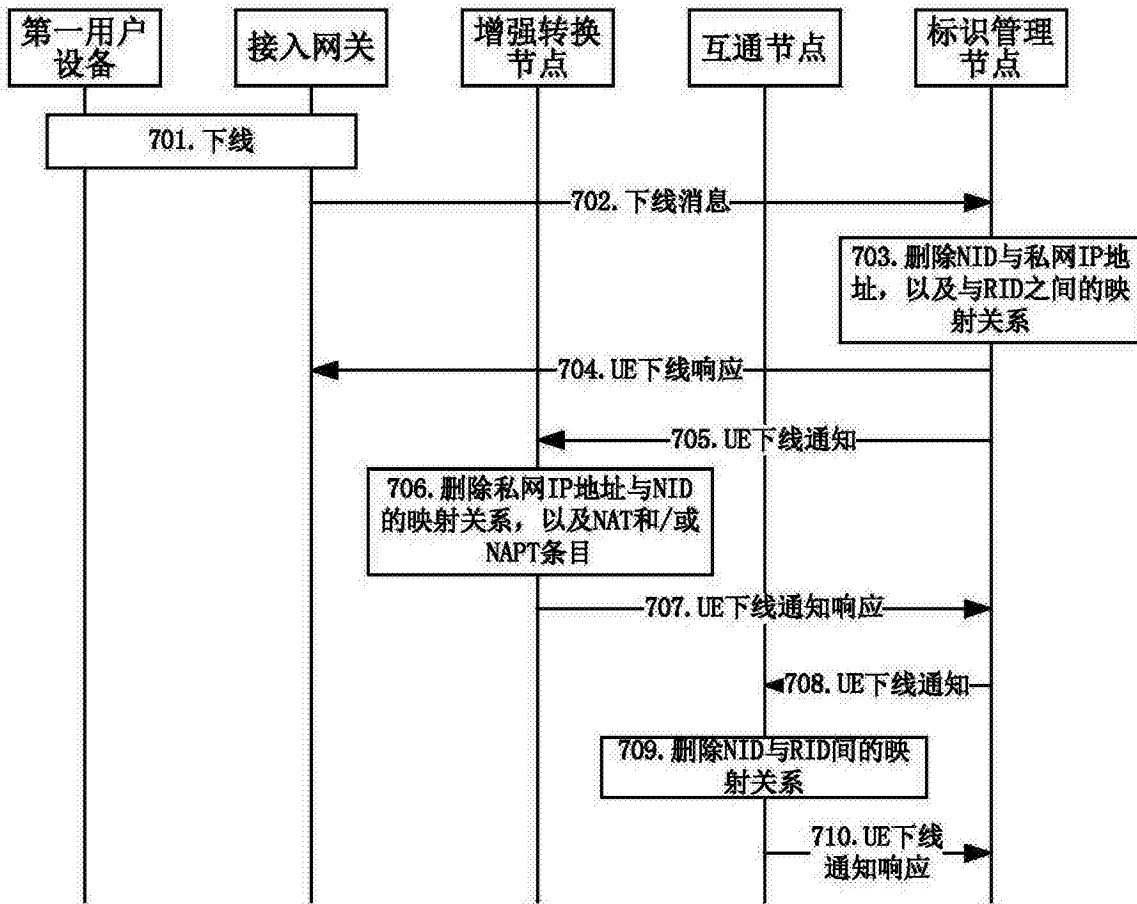 第一用户
设备
接入网关
增强转换
节点
互通节点
标识管理
节点
701.下线
702.下线消息
703.删除NID与私网IP地
址，以及与RID之间的映
射关系
704.UE下线响应
705.UE下线通知
706.删除私网IP地址与NID
的映射关系，以及NAT和/或
NAPT条目
707.UE下线通知响应
708.UE下线通知
709.删除NID与RID间的映
射关系
710.UE下线
通知响应